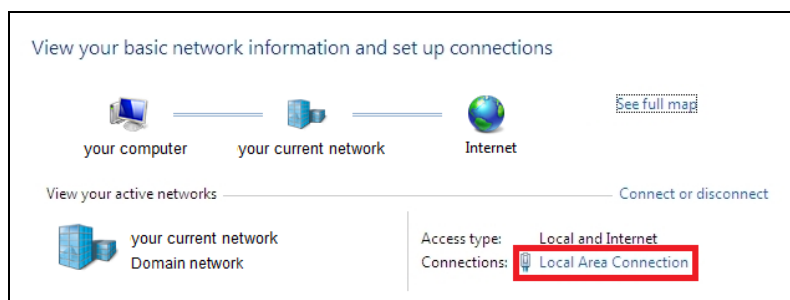 View your basic network information and set up connections
See full map
your computer your current network Internet
View your active networks Connect or disconnect
your current network
Domain network
Access type: Local and Internet
Connections: Local Area Connection